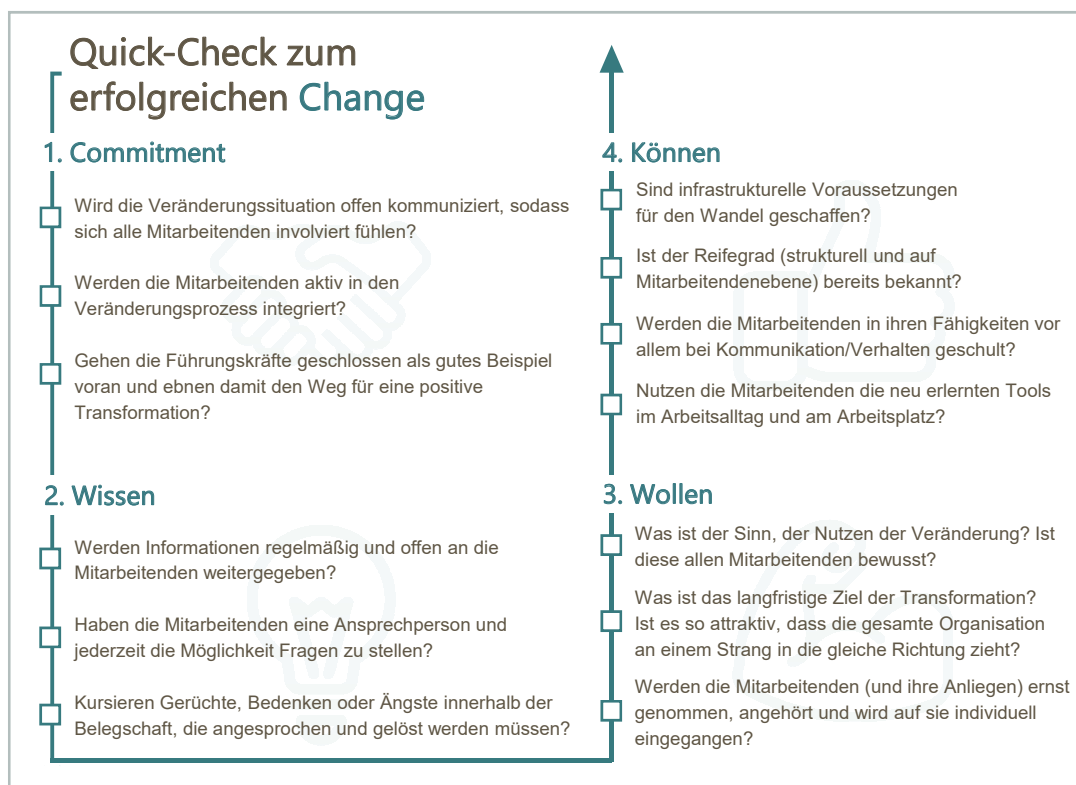 Quick-Check zum
erfolgreichen Change
1. Commitment
Wird die Veränderungssituation offen kommuniziert, sodass
sich alle Mitarbeitenden involviert fühlen?
Werden die Mitarbeitenden aktiv in den
Veränderungsprozess integriert?
Gehen die Führungskräfte geschlossen als gutes Beispiel
voran und ebnen damit den Weg für eine positive
Transformation?
2. Wissen
Werden Informationen regelmäßig und offen an die
Mitarbeitenden weitergegeben?
Haben die Mitarbeitenden eine Ansprechperson und
jederzeit die Möglichkeit Fragen zu stellen?
Kursieren Gerüchte, Bedenken oder Ängste innerhalb der
Belegschaft, die angesprochen und gelöst werden müssen?
3. Wollen
Was ist der Sinn, der Nutzen der Veränderung? Ist
diese allen Mitarbeitenden bewusst?
Was ist das langfristige Ziel der Transformation?
Ist es so attraktiv, dass die gesamte Organisation
an einem Strang in die gleiche Richtung zieht?
Werden die Mitarbeitenden (und ihre Anliegen) ernst
genommen, angehört und wird auf sie individuell
eingegangen?
4. Können
Sind infrastrukturelle Voraussetzungen
für den Wandel geschaffen?
Ist der Reifegrad (strukturell und auf
Mitarbeitendenebene) bereits bekannt?
Werden die Mitarbeitenden in ihren Fähigkeiten vor
allem bei Kommunikation/Verhalten geschult?
Nutzen die Mitarbeitenden die neu erlernten Tools
im Arbeitsalltag und am Arbeitsplatz?